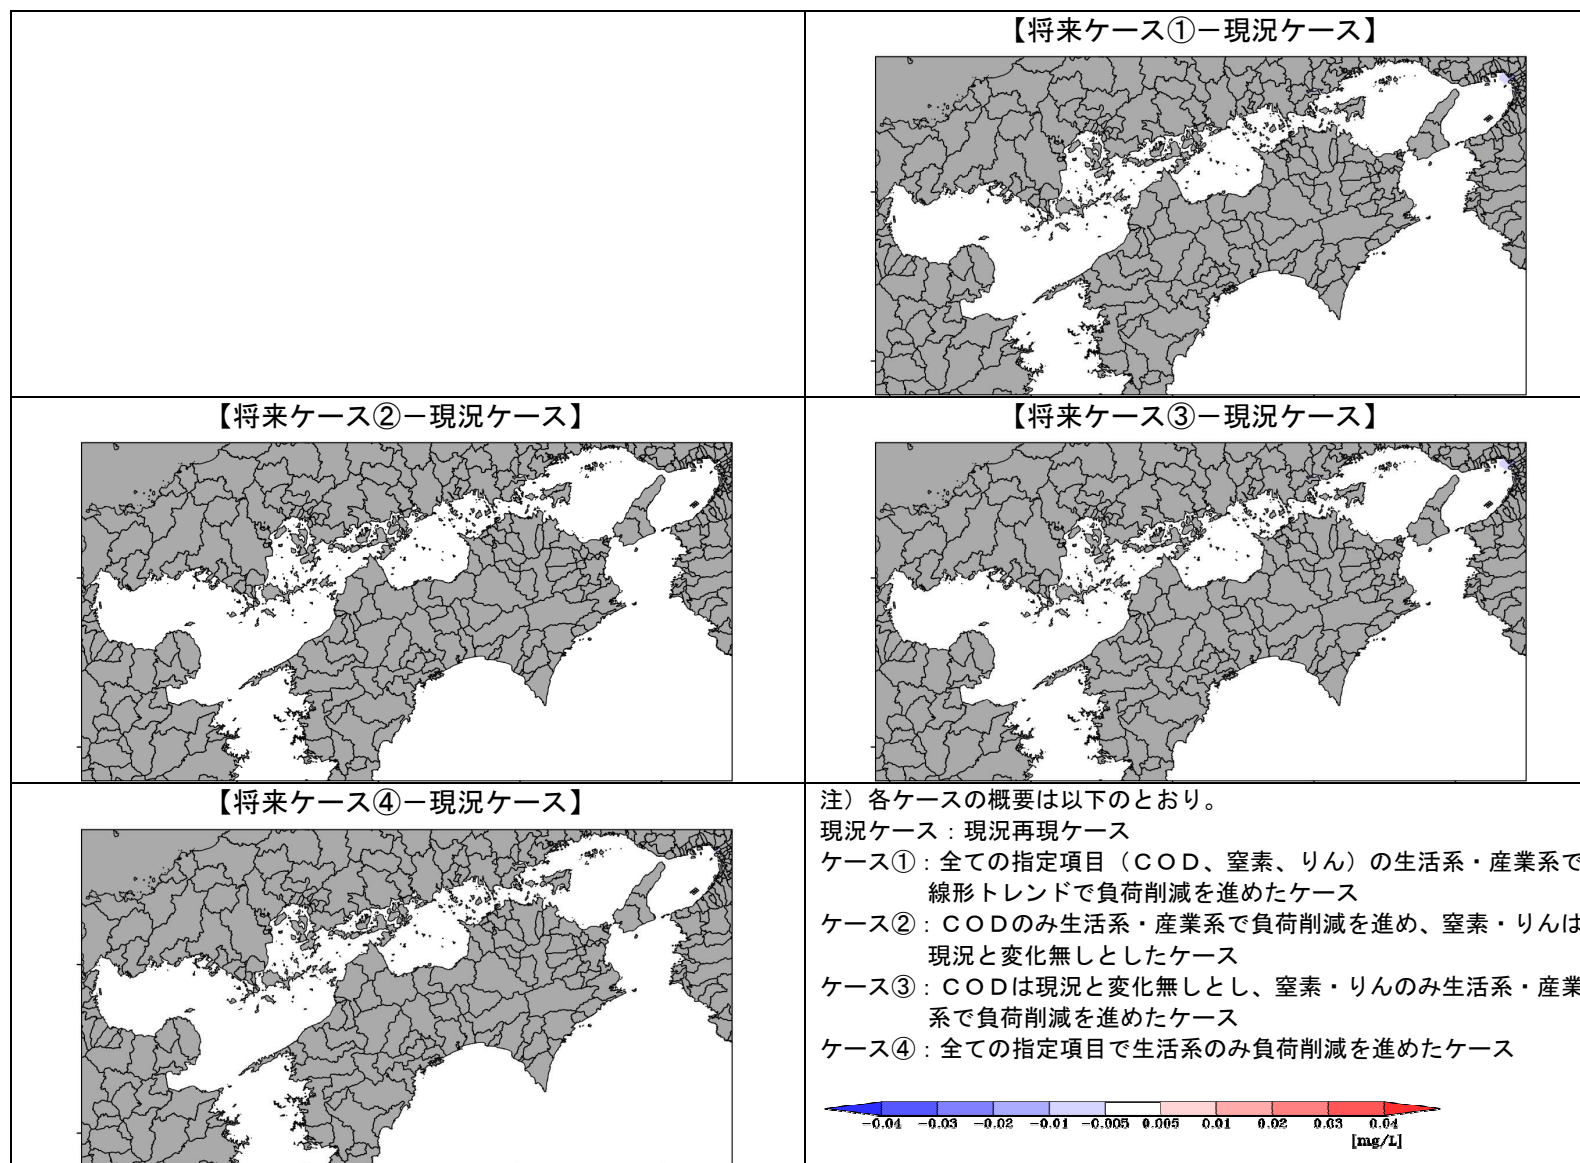 【将来ケース①－現況ケース】
【将来ケース②－現況ケース】
【将来ケース③－現況ケース】
【将来ケース④－現況ケース】
注）各ケースの概要は以下のとおり。
現況ケース：現況再現ケース
ケース①：全ての指定項目（ＣＯＤ、窒素、りん）の生活系・産業系で
線形トレンドで負荷削減を進めたケース
ケース②：ＣＯＤのみ生活系・産業系で負荷削減を進め、窒素・りんは
現況と変化無しとしたケース
ケース③：ＣＯＤは現況と変化無しとし、窒素・りんのみ生活系・産業
系で負荷削減を進めたケース
ケース④：全ての指定項目で生活系のみ負荷削減を進めたケース
-0.04 -0.03 -0.02 -0.01 -0.005 0.005 0.01 0.02 0.03 0.04
[mg/L]